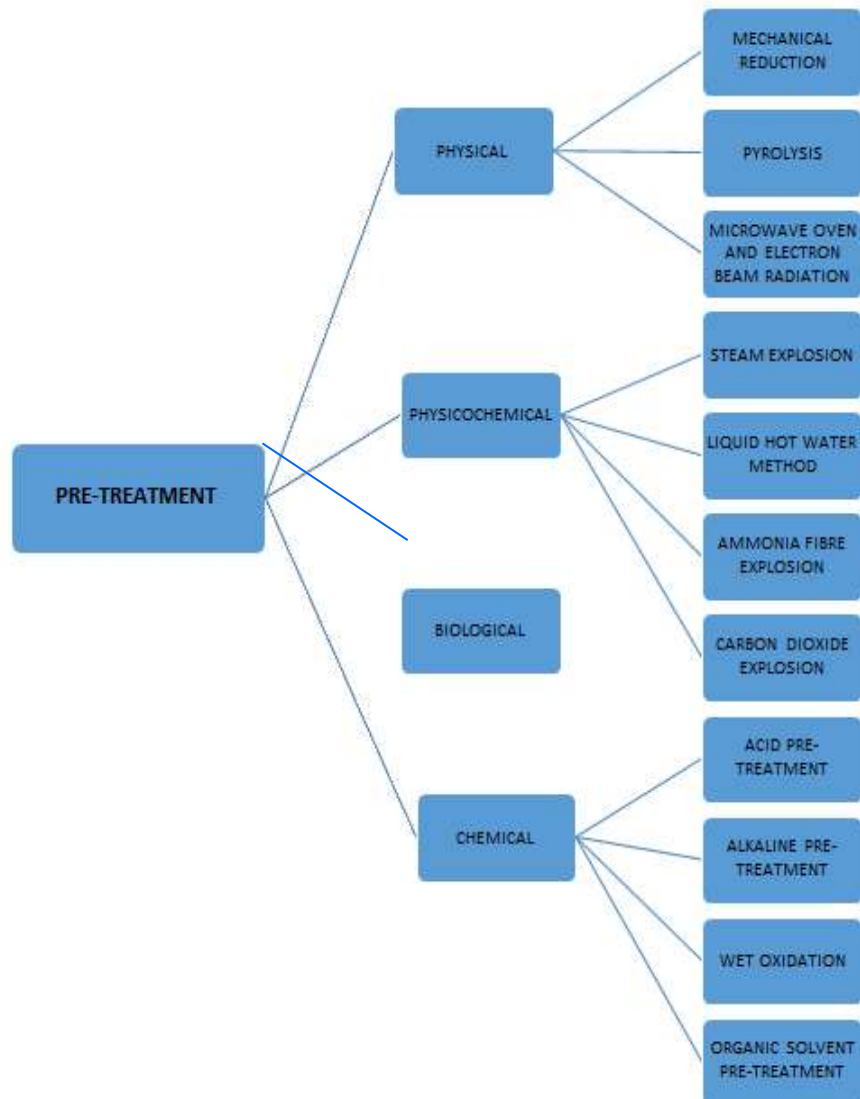 MECHANICAL
REDUCTION
PHYSICAL
PYROLYSIS
MICROWAVE OVEN
AND ELECTRON
BEAM RADIATION
STEAM EXPLOSION
PHYSICOCHEMICAL
LIQUID HOT WATER
METHOD
PRE-TREATMENT
AMMONIA FIBRE
EXPLOSION
BIOLOGICAL
CARBON DIOXIDE
EXPLOSION
ACID PRE-
TREATMENT
CHEMICAL
ALKALINE PRE-
TREATMENT
WET OXIDATION
ORGANIC SOLVENT
PRE-TREATMENT